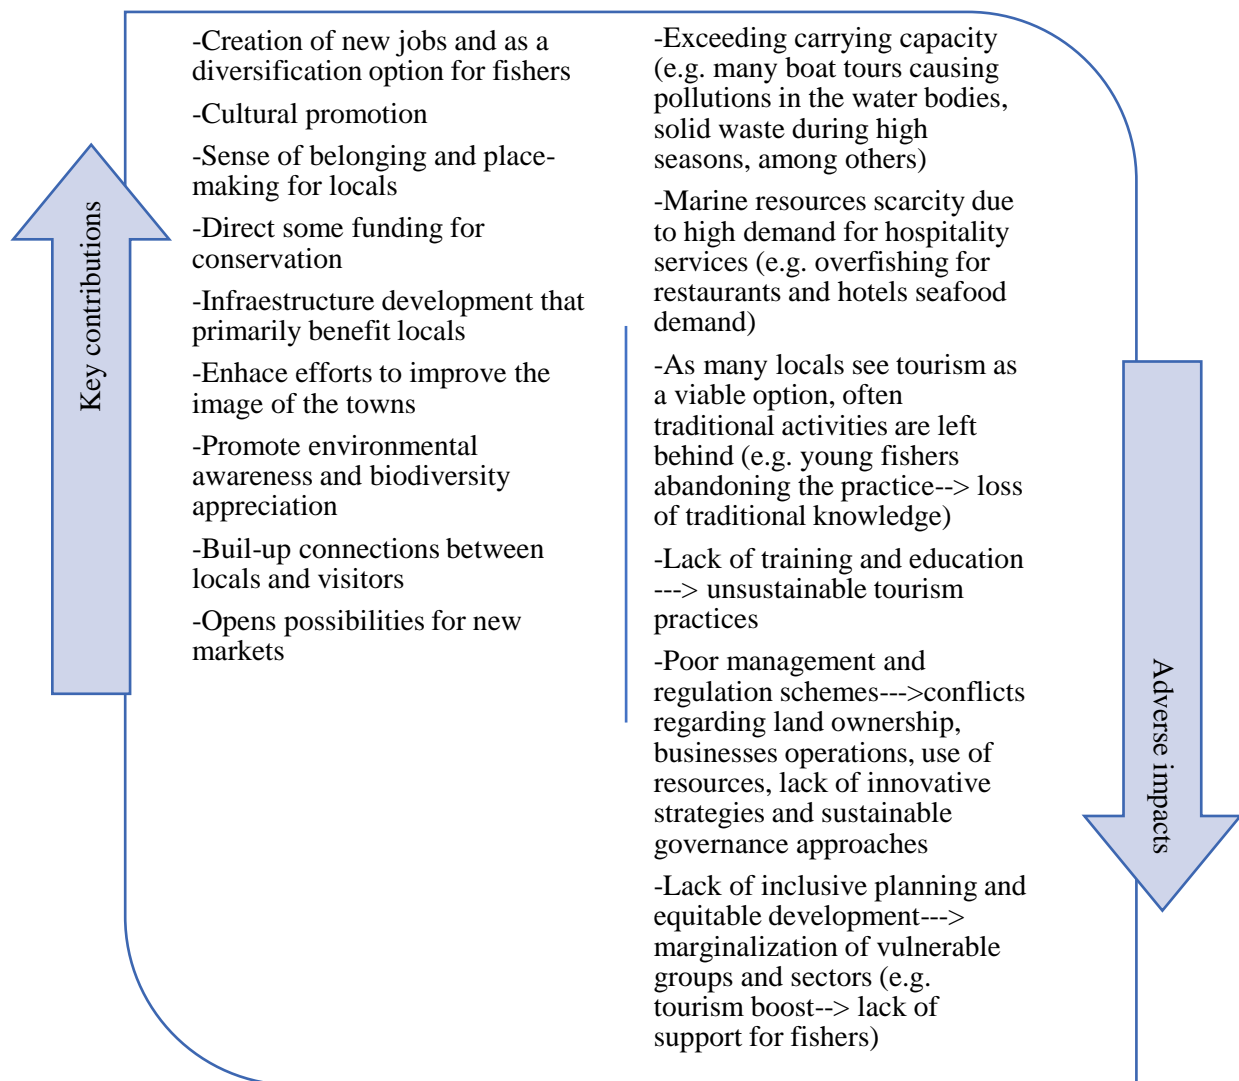 Key contributions
-Creation of new jobs and as a
diversification option for fishers
-Cultural promotion
-Sense of belonging and place-
making for locals
-Direct some funding for
conservation
-Infraestructure development that
primarily benefit locals
-Enhace efforts to improve the
image of the towns
-Promote environmental
awareness and biodiversity
appreciation
-Buil-up connections between
locals and visitors
-Opens possibilities for new
markets
-Exceeding carrying capacity
(e.g. many boat tours causing
pollutions in the water bodies,
solid waste during high
seasons, among others)
-Marine resources scarcity due
to high demand for hospitality
services (e.g. overfishing for
restaurants and hotels seafood
demand)
-As many locals see tourism as
a viable option, often
traditional activities are left
behind (e.g. young fishers
abandoning the practice--> loss
of traditional knowledge)
-Lack of training and education
---> unsustainable tourism
practices
-Poor management and
regulation schemes--->conflicts
regarding land ownership,
businesses operations, use of
resources, lack of innovative
strategies and sustainable
governance approaches
-Lack of inclusive planning and
equitable development--->
marginalization of vulnerable
groups and sectors (e.g.
tourism boost--> lack of
support for fishers)
Adverse impacts